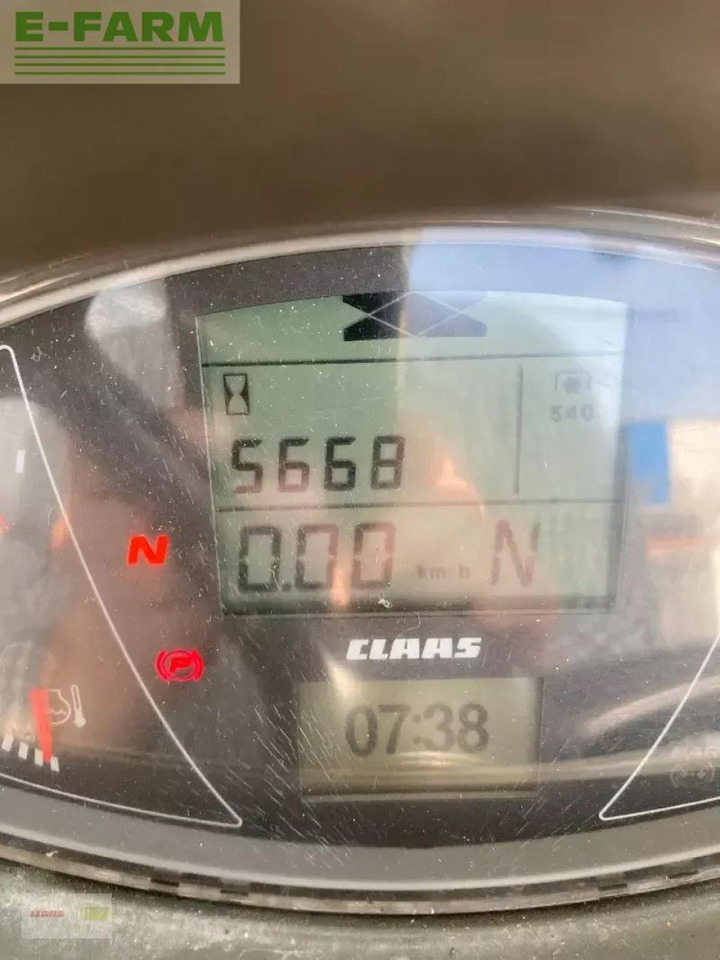 E-FARM
540
5668
N
0.00 km h N
P
CLAAS
07:38